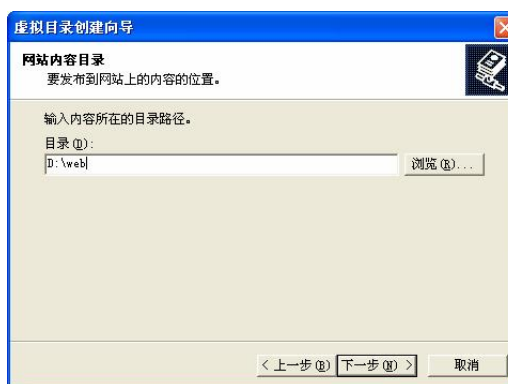 虚拟目录创建向导
网站内容目录
要发布到网站上的内容的位置。
输入内容所在的目录路径。
目录(D):
D:\web
浏览(R)...
< 上一步(B) 下一步(N) > 取消